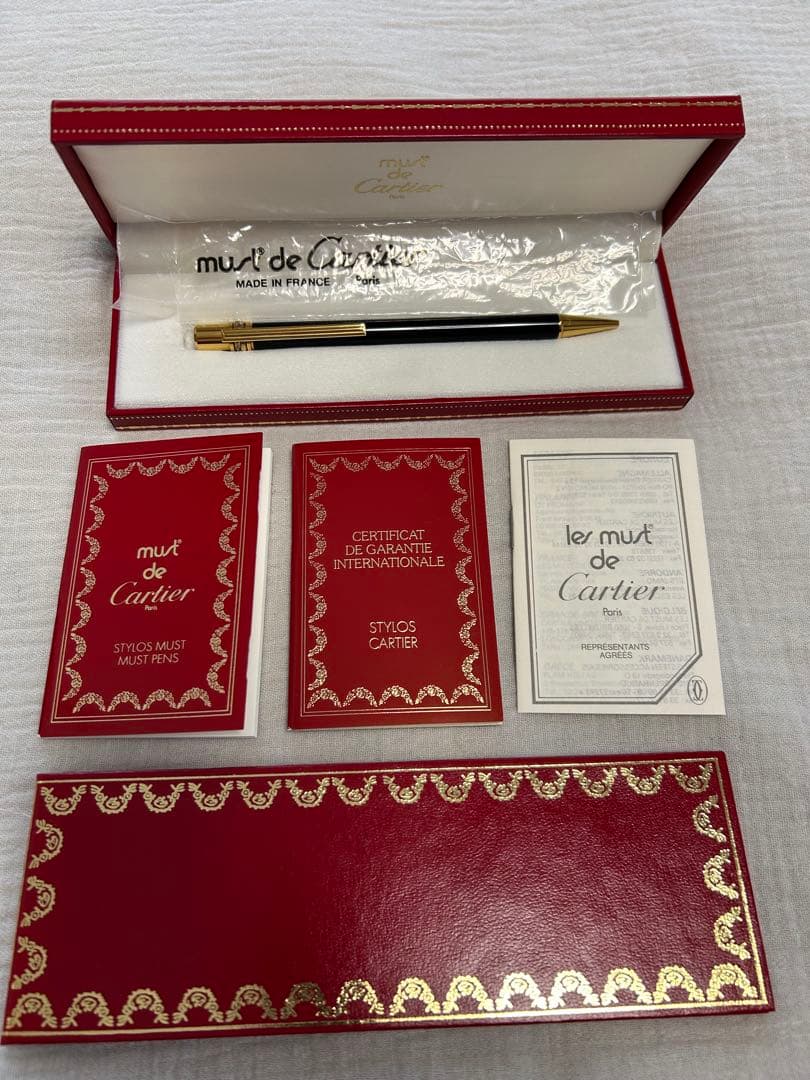 must®
de
Cartier
Paris
must® de Cartier
MADE IN FRANCE Paris
must®
de
Cartier
Paris
STYLOS MUST
MUST PENS
CERTIFICAT
DE GARANTIE
INTERNATIONALE
STYLOS
CARTIER
les must®
de
Cartier
Paris
REPRÉSENTANTS
AGRÉÉS